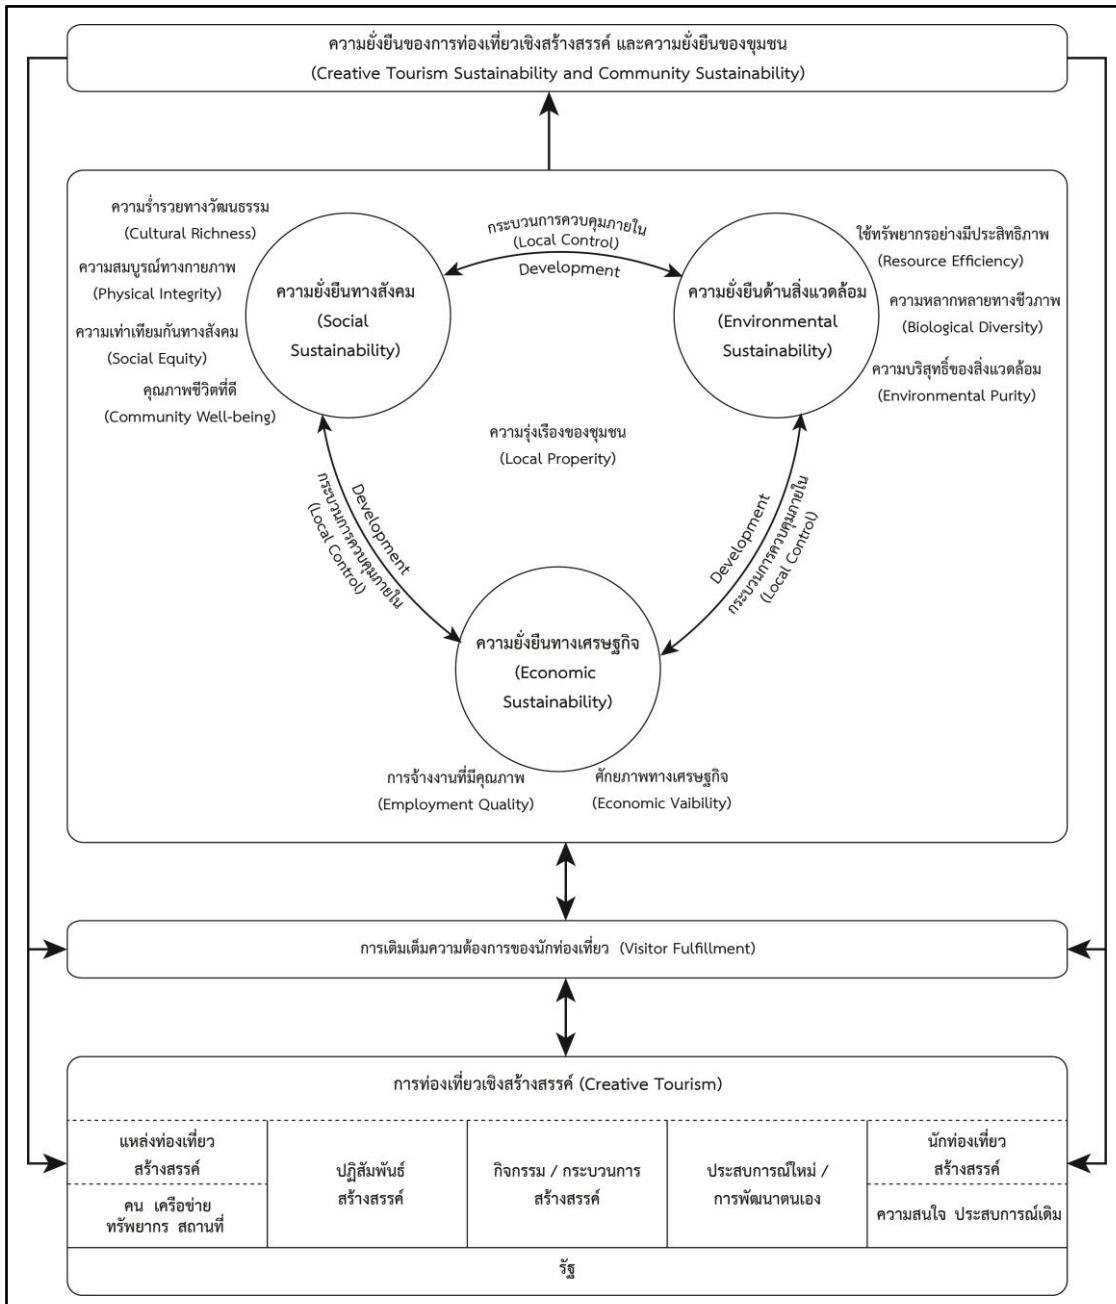 ความยั่งยืนของการท่องเที่ยวเชิงสร้างสรรค์ และความยั่งยืนของชุมชน
(Creative Tourism Sustainability and Community Sustainability)
ความร่ำรวยทางวัฒนธรรม
(Cultural Richness)
ความสมบูรณ์ทางกายภาพ
(Physical Integrity)
ความเท่าเทียมกันทางสังคม
(Social Equity)
คุณภาพชีวิตที่ดี
(Community Well-being)
ความยั่งยืนทางสังคม
(Social
Sustainability)
กระบวนการควบคุมภายใน
(Local Control)
Development
ความยั่งยืนด้านสิ่งแวดล้อม
(Environmental
Sustainability)
ใช้ทรัพยากรอย่างมีประสิทธิภาพ
(Resource Efficiency)
ความหลากหลายทางชีวภาพ
(Biological Diversity)
ความบริสุทธิ์ของสิ่งแวดล้อม
(Environmental Purity)
ความรุ่งเรืองของชุมชน
(Local Properity)
Development
กระบวนการควบคุมภายใน
(Local Control)
Development
กระบวนการควบคุมภายใน
(Local Control)
ความยั่งยืนทางเศรษฐกิจ
(Economic
Sustainability)
การจ้างงานที่มีคุณภาพ
(Employment Quality)
ศักยภาพทางเศรษฐกิจ
(Economic Vaibility)
การเติมเต็มความต้องการของนักท่องเที่ยว (Visitor Fulfillment)
การท่องเที่ยวเชิงสร้างสรรค์ (Creative Tourism)
แหล่งท่องเที่ยว
สร้างสรรค์
คน เครือข่าย
ทรัพยากร สถานที่
ปฏิสัมพันธ์
สร้างสรรค์
กิจกรรม / กระบวนการ
สร้างสรรค์
ประสบการณ์ใหม่ /
การพัฒนาตนเอง
นักท่องเที่ยว
สร้างสรรค์
ความสนใจ ประสบการณ์เดิม
รัฐ